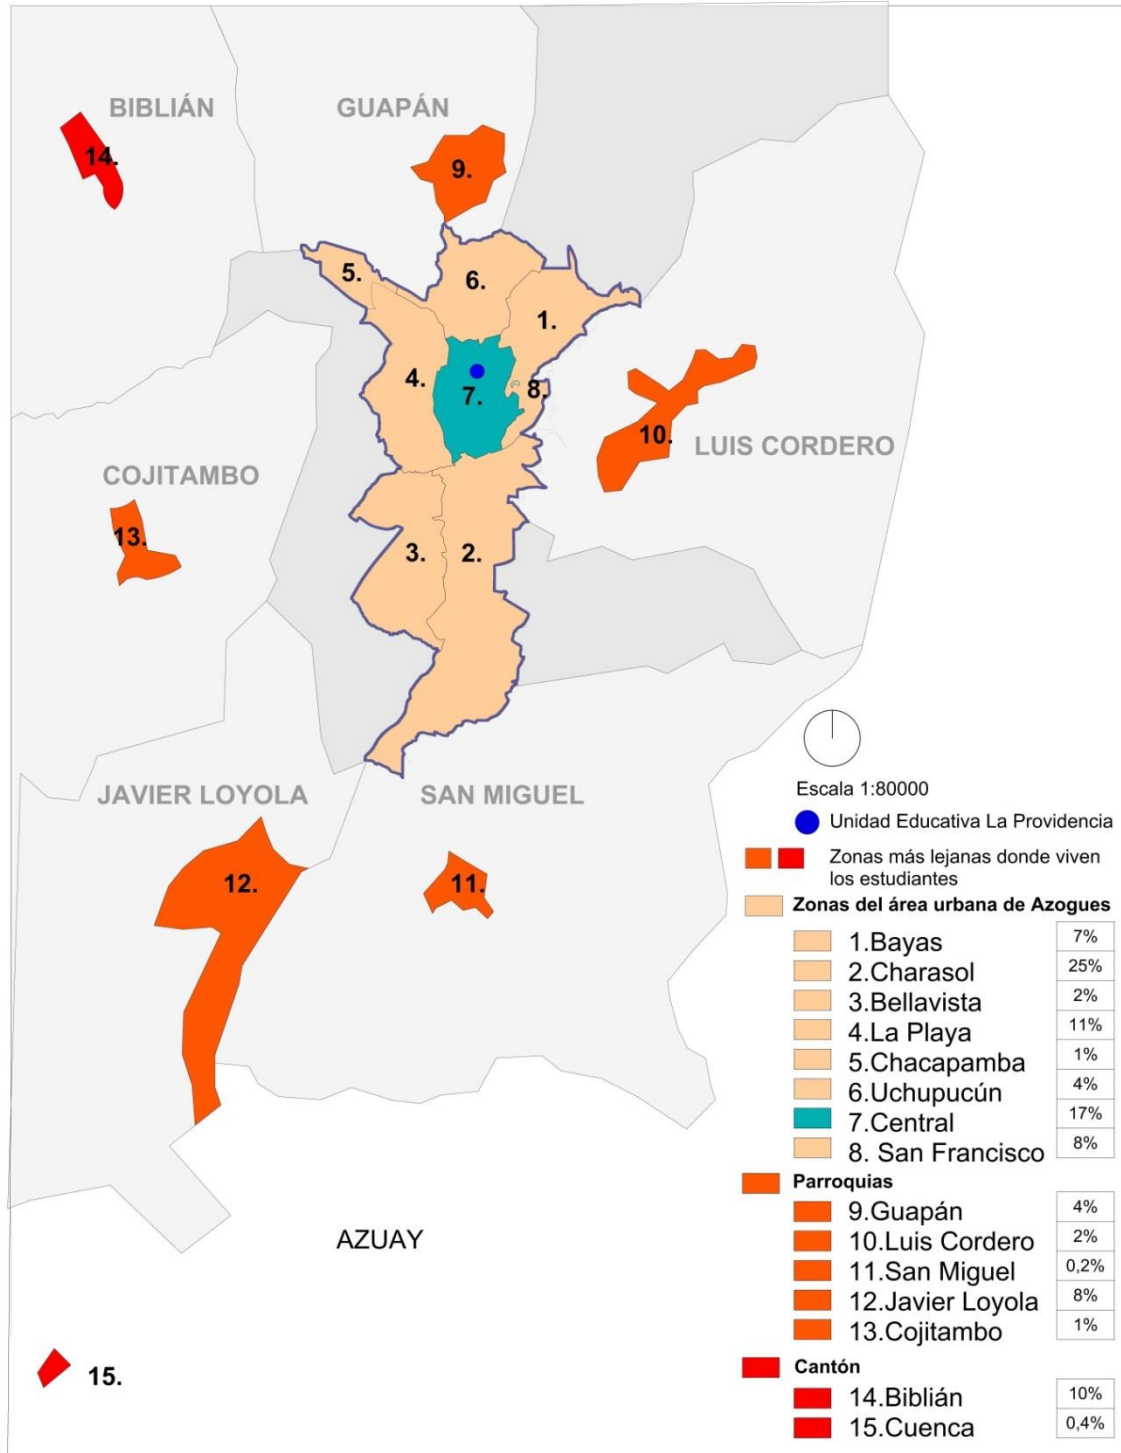 BIBLIÁN
GUAPÁN
14.
9.
5.
6.
1.
4.
7.
8.
10.
LUIS CORDERO
COJITAMBO
13.
3.
2.
JAVIER LOYOLA
SAN MIGUEL
12.
11.
AZUAY
15.
Escala 1:80000
Unidad Educativa La Providencia
Zonas más lejanas donde viven
los estudiantes
Zonas del área urbana de Azogues
1.Bayas 7%
2.Charasol 25%
3.Bellavista 2%
4.La Playa 11%
5.Chacapamba 1%
6.Uchupucún 4%
7.Central 17%
8. San Francisco 8%
Parroquias
9.Guapán 4%
10.Luis Cordero 2%
11.San Miguel 0,2%
12.Javier Loyola 8%
13.Cojitambo 1%
Cantón
14.Biblián 10%
15.Cuenca 0,4%